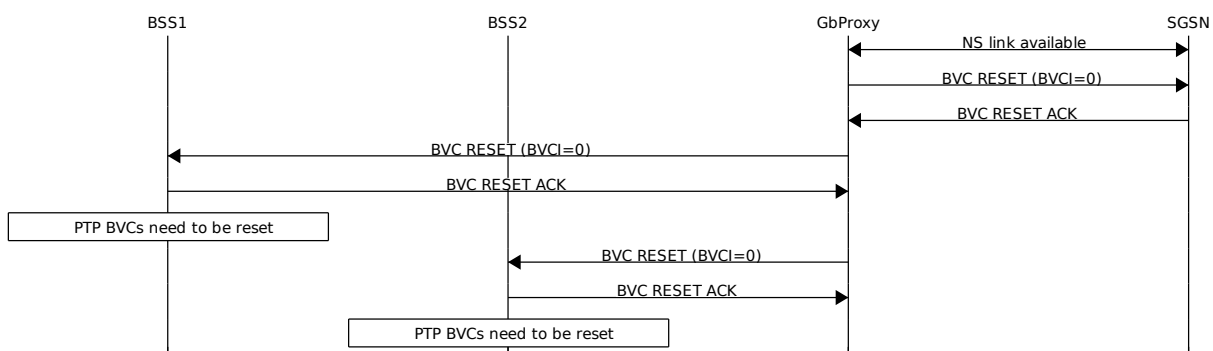 BSS1 BSS2 GbProxy SGSN
NS link available
BVC RESET (BVCI=0)
BVC RESET ACK
BVC RESET (BVCI=0)
BVC RESET ACK
PTP BVCs need to be reset
BVC RESET (BVCI=0)
BVC RESET ACK
PTP BVCs need to be reset